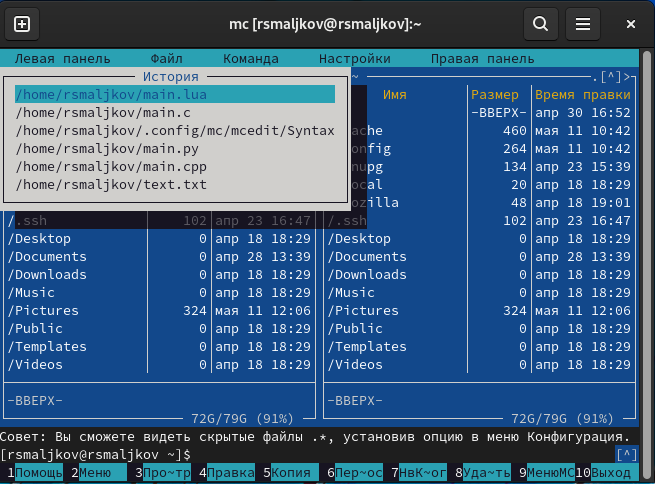 mc [rsmaljkov@rsmaljkov]:~
Левая панель Файл Команда Настройки Правая панель
История ~ .[^]>
/home/rsmaljkov/main.lua Имя Размер Время правки
/home/rsmaljkov/main.c -ВВЕРХ- апр 30 16:52
/home/rsmaljkov/.config/mc/mcedit/Syntax ache 460 мая 11 10:42
/home/rsmaljkov/main.py nfig 264 мая 11 10:42
/home/rsmaljkov/main.cpp nupg 134 апр 23 15:39
/home/rsmaljkov/text.txt ocal 20 апр 18 18:29
ozilla 48 апр 18 19:01
/.ssh 102 апр 23 16:47 /.ssh 102 апр 23 16:47
/Desktop 0 апр 18 18:29 /Desktop 0 апр 18 18:29
/Documents 0 апр 28 13:39 /Documents 0 апр 28 13:39
/Downloads 0 апр 18 18:29 /Downloads 0 апр 18 18:29
/Music 0 апр 18 18:29 /Music 0 апр 18 18:29
/Pictures 324 мая 11 12:06 /Pictures 324 мая 11 12:06
/Public 0 апр 18 18:29 /Public 0 апр 18 18:29
/Templates 0 апр 18 18:29 /Templates 0 апр 18 18:29
/Videos 0 апр 18 18:29 /Videos 0 апр 18 18:29
-ВВЕРХ- -ВВЕРХ-
72G/79G (91%) 72G/79G (91%)
Совет: Вы сможете видеть скрытые файлы .*, установив опцию в меню Конфигурация.
[rsmaljkov@rsmaljkov ~]$ [^]
1Помощь 2Меню 3Про~тр 4Правка 5Копия 6Пер~ос 7НвК~ог 8Уда~ть 9МенюМС 10Выход